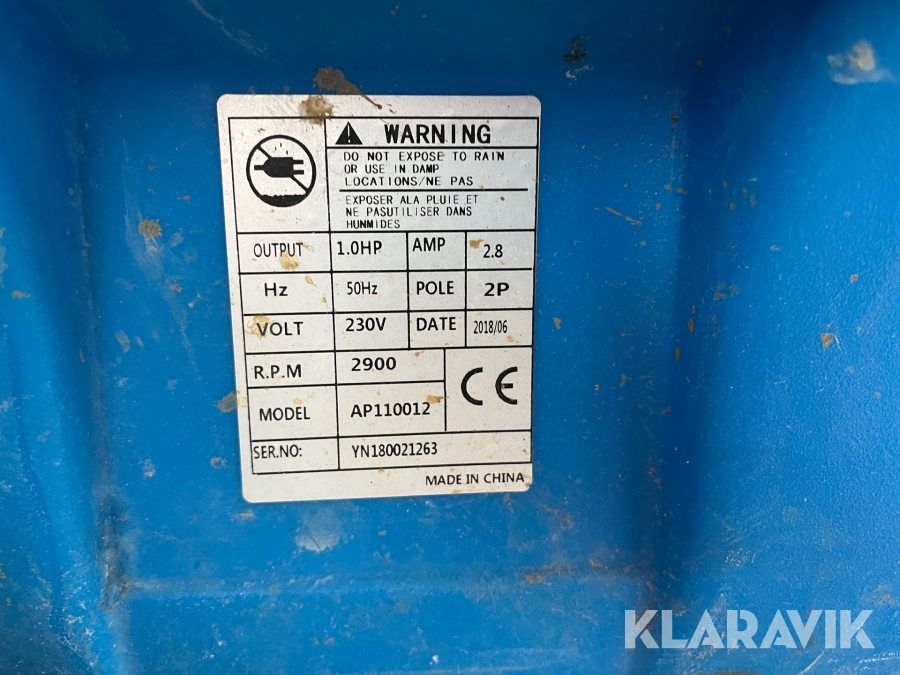 WARNING
DO NOT EXPOSE TO RAIN
OR USE IN DAMP
LOCATIONS/NE PAS
EXPOSER ALA PLUIE ET
NE PASUTILISER DANS
HUNMIDES
OUTPUT 1.0HP AMP 2.8
Hz 50Hz POLE 2P
VOLT 230V DATE 2018/06
R.P.M 2900
CE
MODEL AP110012
SER.NO: YN180021263
MADE IN CHINA
KLARAVIK